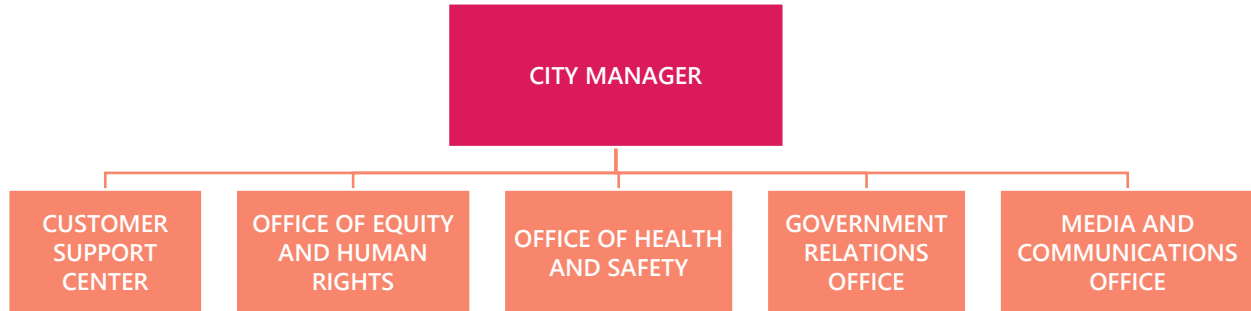 CITY MANAGER
CUSTOMER
SUPPORT
CENTER
OFFICE OF EQUITY
AND HUMAN
RIGHTS
OFFICE OF HEALTH
AND SAFETY
GOVERNMENT
RELATIONS
OFFICE
MEDIA AND
COMMUNICATIONS
OFFICE